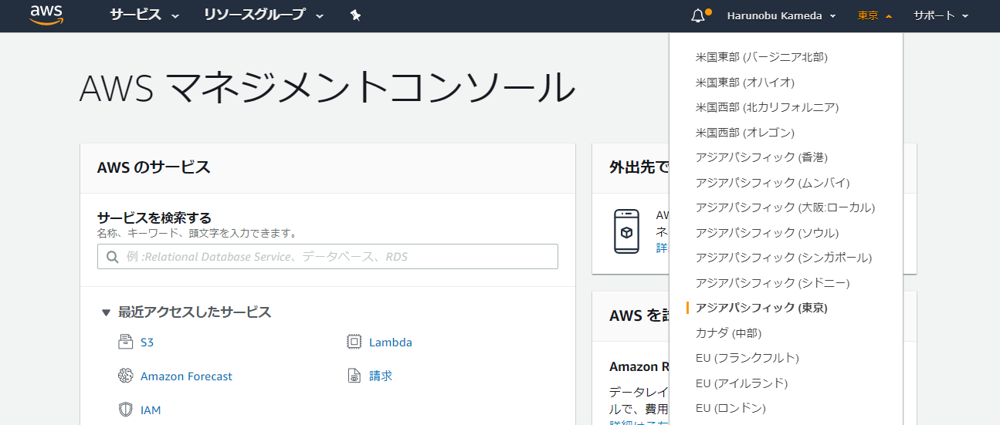 aws サービス リソースグループ Harunobu Kameda 東京 サポート
AWS マネジメントコンソール
AWS のサービス
サービスを検索する
名称、キーワード、頭文字を入力できます。
例 :Relational Database Service、データベース、RDS
最近アクセスしたサービス
S3
Lambda
Amazon Forecast
請求
IAM
外出先で
AW
ネ
詳
AWS を試
Amazon R
データレイ
ルで、費用
米国東部 (バージニア北部)
米国東部 (オハイオ)
米国西部 (北カリフォルニア)
米国西部 (オレゴン)
アジアパシフィック (香港)
アジアパシフィック (ムンバイ)
アジアパシフィック (大阪:ローカル)
アジアパシフィック (ソウル)
アジアパシフィック (シンガポール)
アジアパシフィック (シドニー)
アジアパシフィック (東京)
カナダ (中部)
EU (フランクフルト)
EU (アイルランド)
EU (ロンドン)